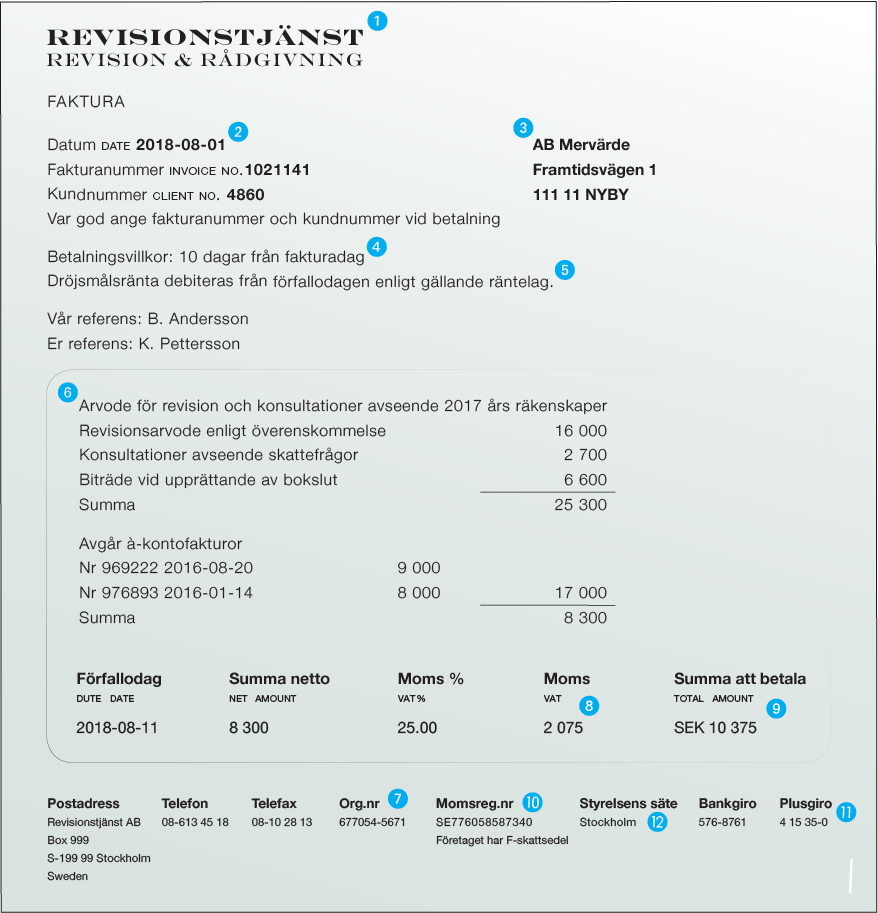 REVISIONSTJÄNST 1
REVISION & RÅDGIVNING
FAKTURA
Datum DATE 2018-08-01 2
Fakturanummer INVOICE NO. 1021141
Kundnummer CLIENT NO. 4860
Var god ange fakturanummer och kundnummer vid betalning
3 AB Mervärde
Framtidsvägen 1
111 11 NYBY
Betalningsvillkor: 10 dagar från fakturadag 4
Dröjsmålsränta debiteras från förfallodagen enligt gällande räntelag. 5
Vår referens: B. Andersson
Er referens: K. Pettersson
6
Arvode för revision och konsultationer avseende 2017 års räkenskaper
Revisionsarvode enligt överenskommelse 16 000
Konsultationer avseende skattefrågor 2 700
Biträde vid upprättande av bokslut 6 600
Summa 25 300
Avgår à-kontofakturor
Nr 969222 2016-08-20 9 000
Nr 976893 2016-01-14 8 000 17 000
Summa 8 300
Förfallodag Summa netto Moms % Moms Summa att betala
DUTE DATE NET AMOUNT VAT% VAT 8 TOTAL AMOUNT 9
2018-08-11 8 300 25.00 2 075 SEK 10 375
Postadress Telefon Telefax Org.nr 7 Momsreg.nr 10 Styrelsens säte Bankgiro Plusgiro 11
Revisionstjänst AB 08-613 45 18 08-10 28 13 677054-5671 SE776058587340 Stockholm 12 576-8761 4 15 35-0
Box 999 Företaget har F-skattsedel
S-199 99 Stockholm
Sweden